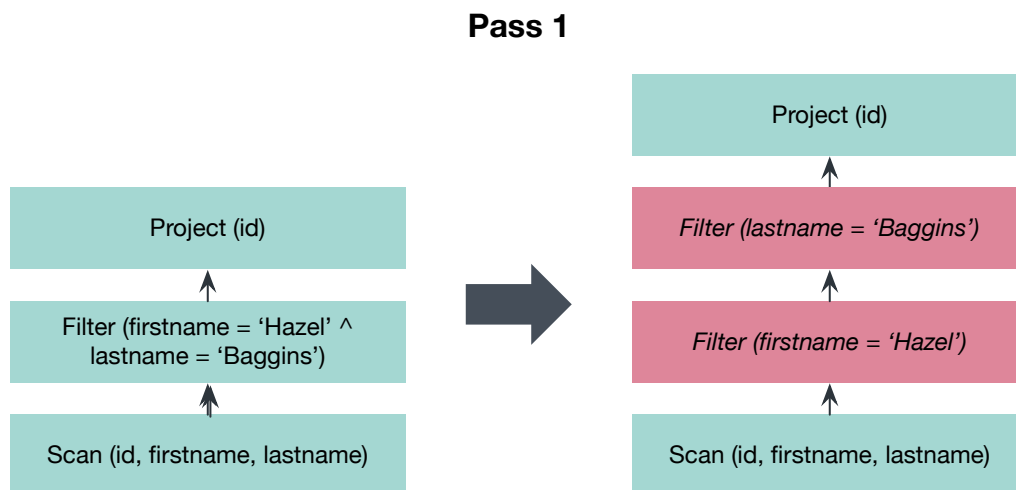 Pass 1
Project (id)
Filter (firstname = ‘Hazel’ ^
lastname = ‘Baggins’)
Scan (id, firstname, lastname)
Project (id)
Filter (lastname = ‘Baggins’)
Filter (firstname = ‘Hazel’)
Scan (id, firstname, lastname)